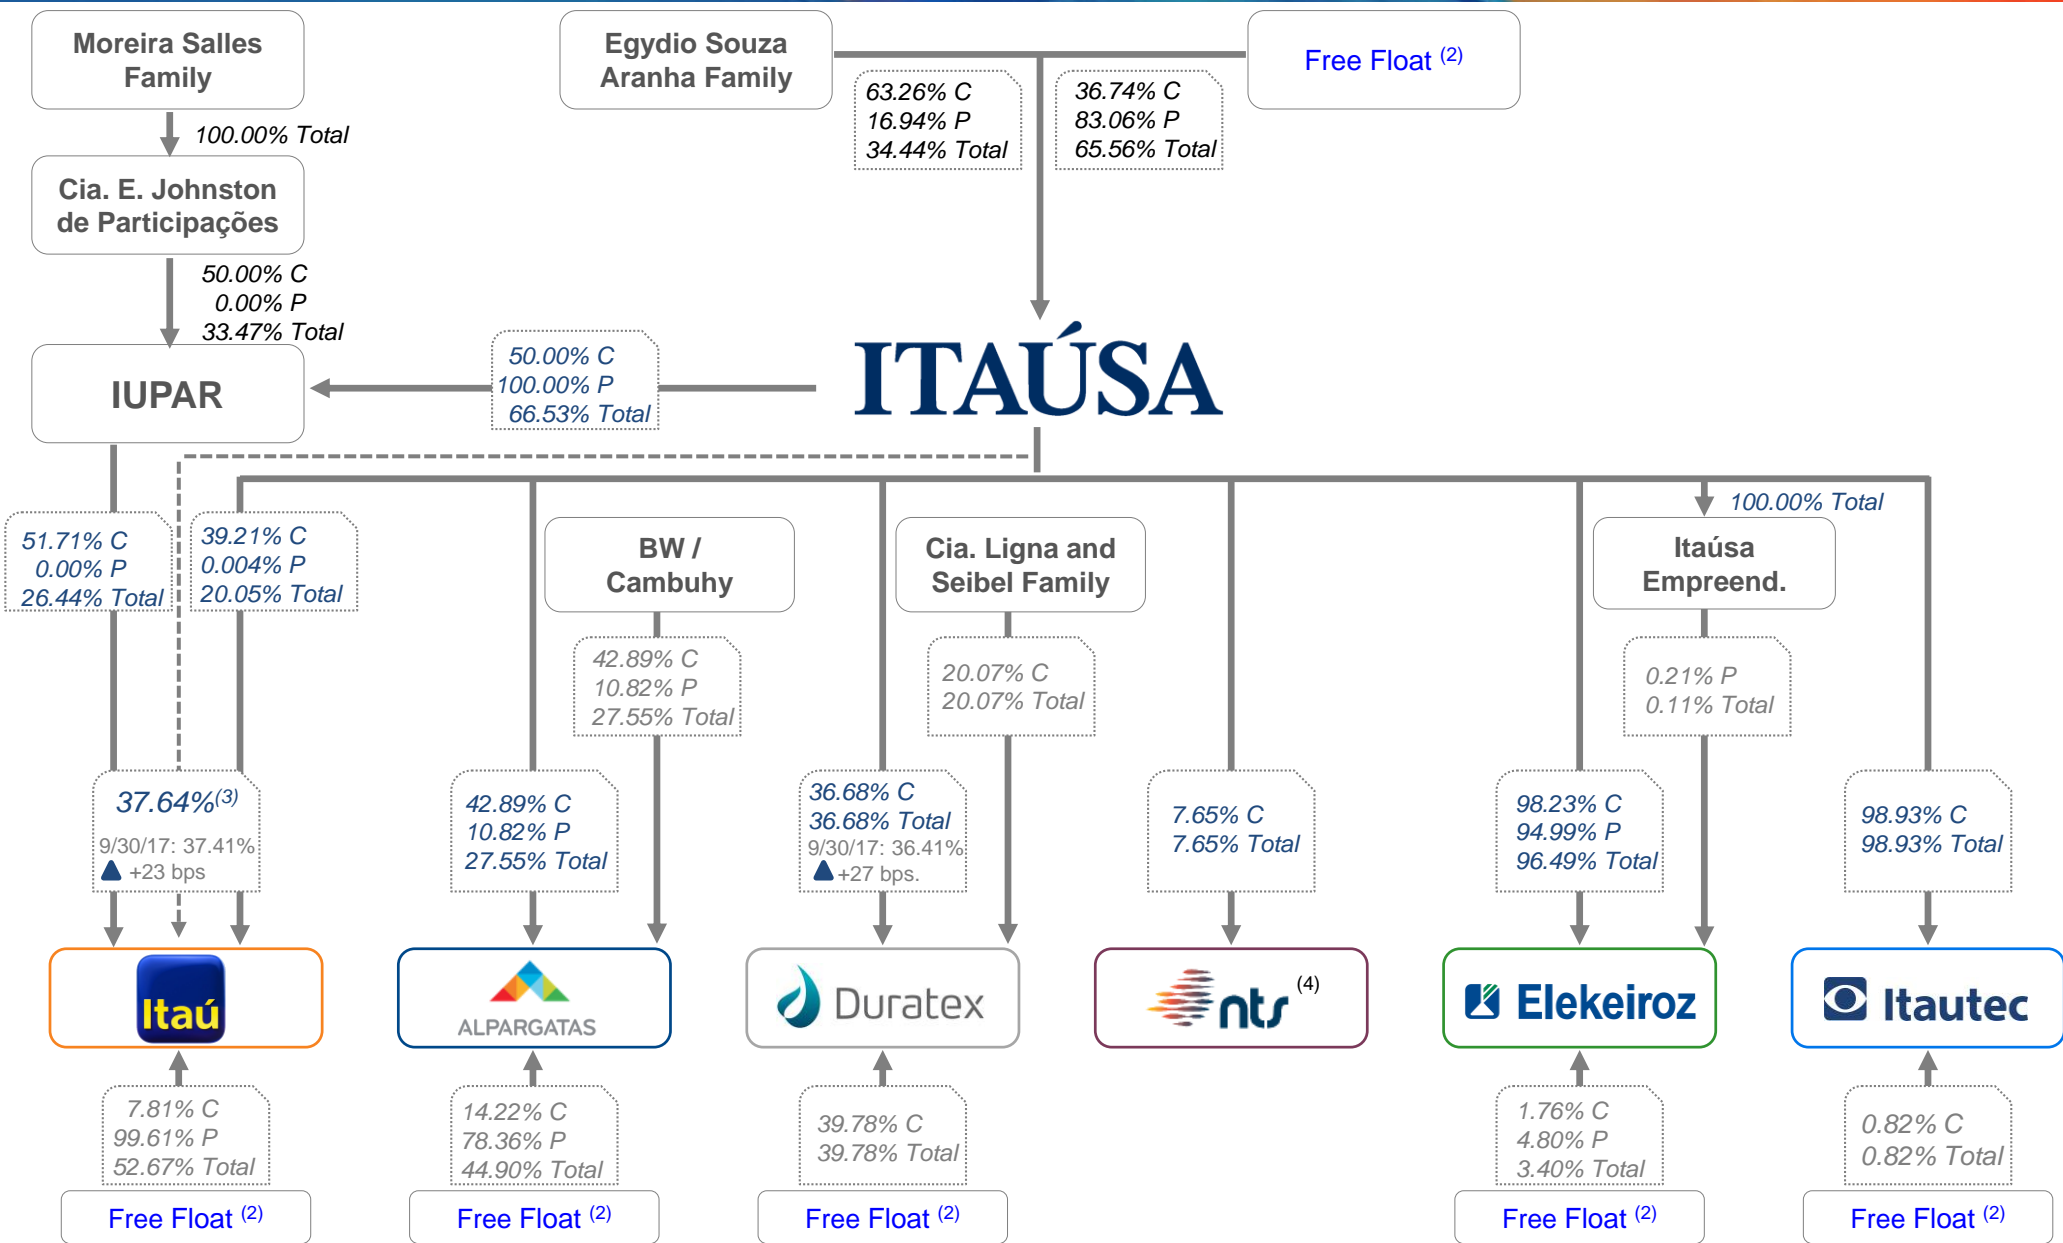 Moreira Salles
Family
Egydio Souza
Aranha Family
Free Float (2)
63.26% C
16.94% P
34.44% Total
36.74% C
83.06% P
65.56% Total
100.00% Total
Cia. E. Johnston
de Participações
50.00% C
0.00% P
33.47% Total
IUPAR
50.00% C
100.00% P
66.53% Total
ITAÚSA
51.71% C
0.00% P
26.44% Total
39.21% C
0.004% P
20.05% Total
BW /
Cambuhy
Cia. Ligna and
Seibel Family
100.00% Total
Itaúsa
Empreend.
42.89% C
10.82% P
27.55% Total
20.07% C
20.07% Total
0.21% P
0.11% Total
37.64%(3)
9/30/17: 37.41%
+23 bps
42.89% C
10.82% P
27.55% Total
36.68% C
36.68% Total
9/30/17: 36.41%
+27 bps.
7.65% C
7.65% Total
98.23% C
94.99% P
96.49% Total
98.93% C
98.93% Total
Itaú
ALPARGATAS
Duratex
nts (4)
Elekeiroz
Itautec
7.81% C
99.61% P
52.67% Total
14.22% C
78.36% P
44.90% Total
39.78% C
39.78% Total
1.76% C
4.80% P
3.40% Total
0.82% C
0.82% Total
Free Float (2)
Free Float (2)
Free Float (2)
Free Float (2)
Free Float (2)